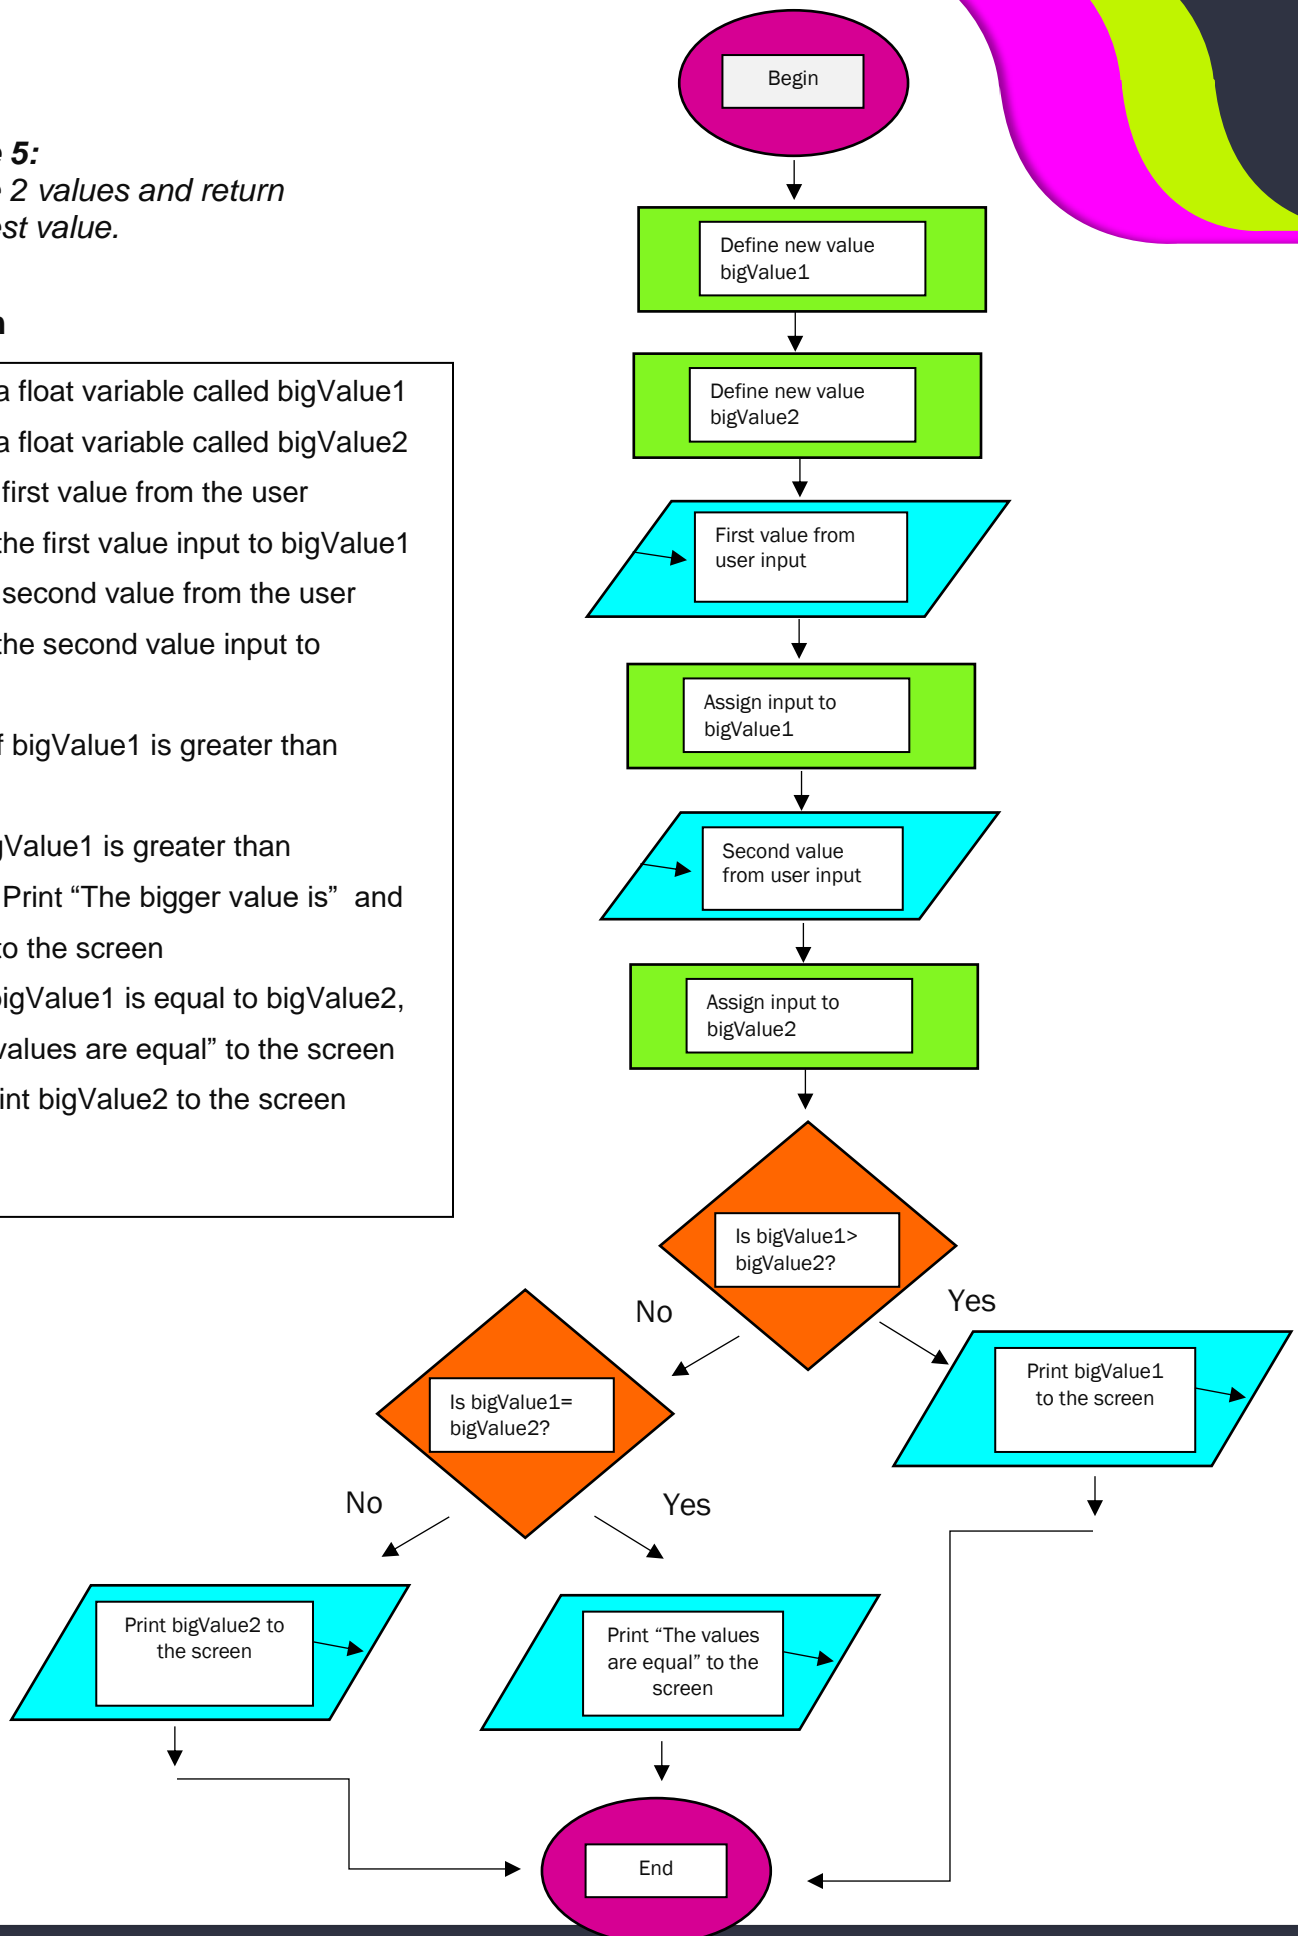 e 5:
e 2 values and return
est value.
n
a float variable called bigValue1
a float variable called bigValue2
first value from the user
the first value input to bigValue1
second value from the user
the second value input to
f bigValue1 is greater than
gValue1 is greater than
Print “The bigger value is”  and
to the screen
bigValue1 is equal to bigValue2,
values are equal” to the screen
int bigValue2 to the screen
Begin
Define new value
bigValue1
Define new value
bigValue2
First value from
user input
Assign input to
bigValue1
Second value
from user input
Assign input to
bigValue2
Is bigValue1>
bigValue2?
No
Yes
Print bigValue1
to the screen
Is bigValue1=
bigValue2?
No
Yes
Print bigValue2 to
the screen
Print “The values
are equal” to the
screen
End